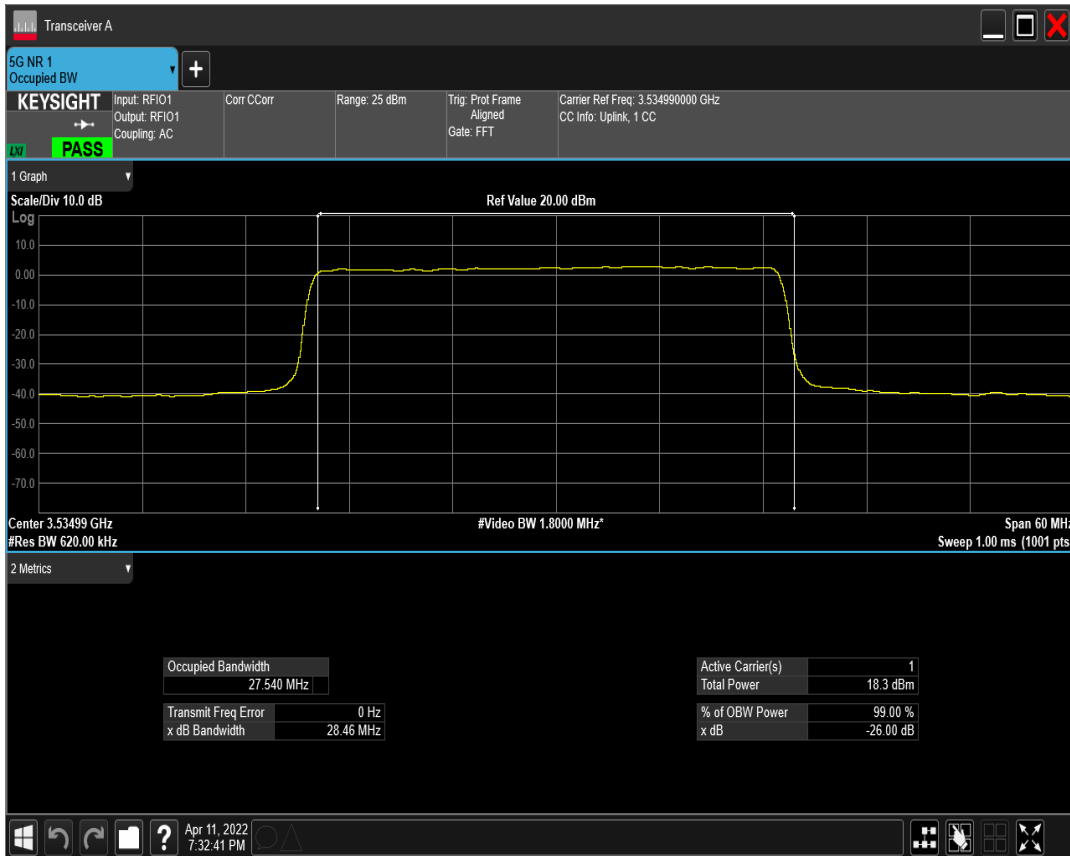 Transceiver A
5G NR 1
Occupied BW
KEYSIGHT
LXI
PASS
Input: RFIO1
Output: RFIO1
Coupling: AC
Corr CCorr
Range: 25 dBm
Trig: Prot Frame
Aligned
Gate: FFT
Carrier Ref Freq: 3.534990000 GHz
CC Info: Uplink, 1 CC
1 Graph
Scale/Div 10.0 dB
Ref Value 20.00 dBm
Log
10.0
0.00
-10.0
-20.0
-30.0
-40.0
-50.0
-60.0
-70.0
Center 3.53499 GHz
#Video BW 1.8000 MHz*
Span 60 MHz
#Res BW 620.00 kHz
Sweep 1.00 ms (1001 pts
2 Metrics
Occupied Bandwidth
27.540 MHz
Transmit Freq Error 0 Hz
x dB Bandwidth 28.46 MHz
Active Carrier(s) 1
Total Power 18.3 dBm
% of OBW Power 99.00 %
x dB -26.00 dB
?
Apr 11, 2022
7:32:41 PM